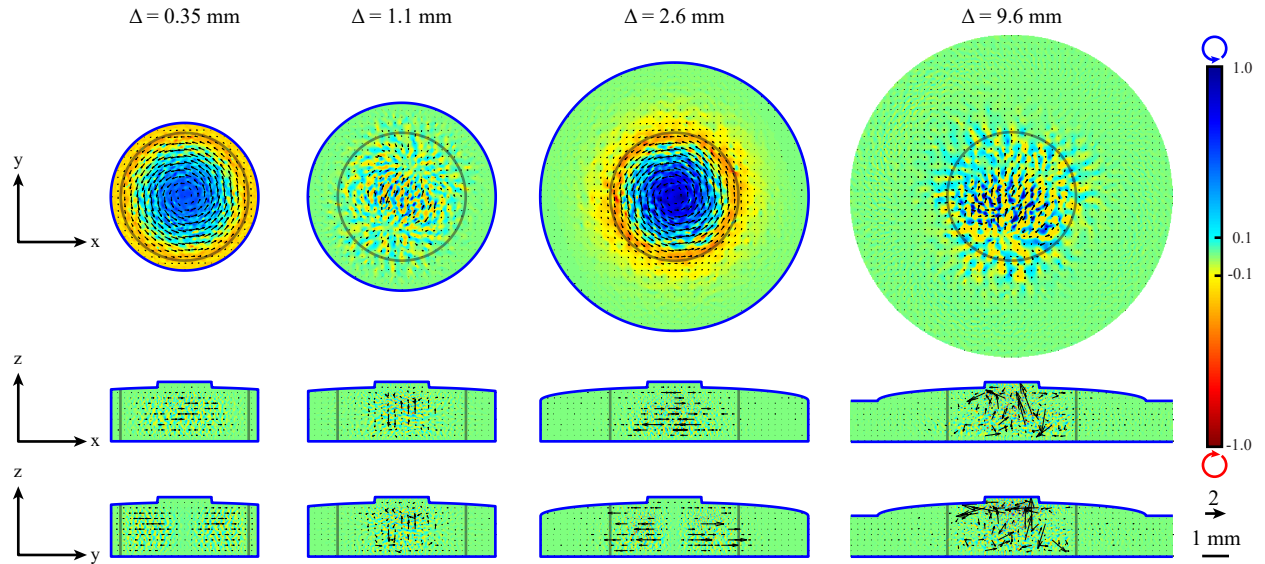 Δ = 0.35 mm
Δ = 1.1 mm
Δ = 2.6 mm
Δ = 9.6 mm
1.0
y
x
0.1
-0.1
z
x
-1.0
z
y
2
1 mm